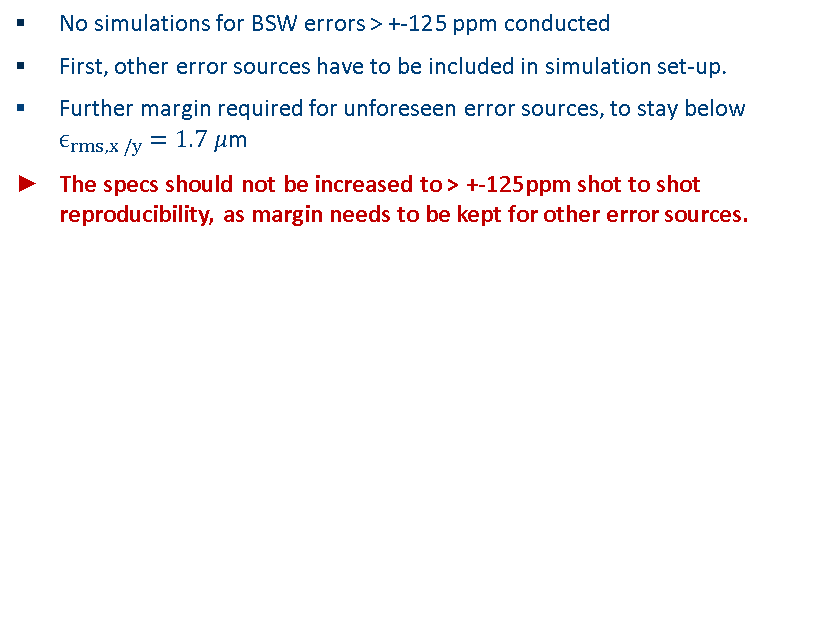 ▪ No simulations for BSW errors > +-125 ppm conducted
▪ First, other error sources have to be included in simulation set-up.
▪ Further margin required for unforeseen error sources, to stay below
ϵrms,x /y = 1.7 𝜇m
► The specs should not be increased to > +-125ppm shot to shot
reproducibility, as margin needs to be kept for other error sources.